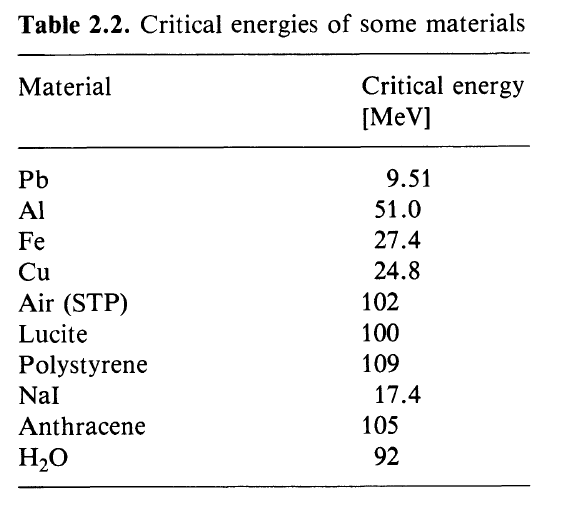 Table 2.2. Critical energies of some materials
Material Critical energy
[MeV]
Pb 9.51
Al 51.0
Fe 27.4
Cu 24.8
Air (STP) 102
Lucite 100
Polystyrene 109
NaI 17.4
Anthracene 105
H₂O 92